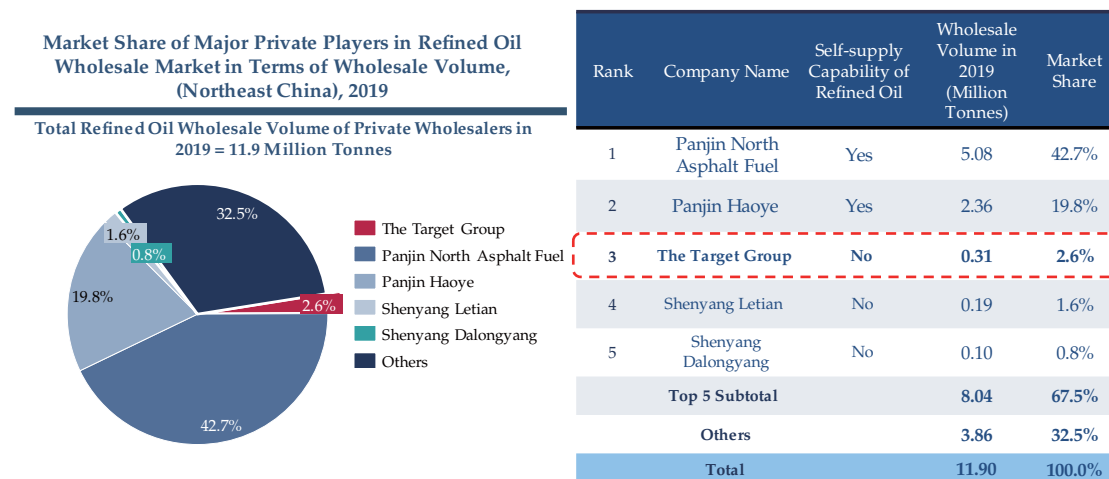 Market Share of Major Private Players in Refined Oil
Wholesale Market in Terms of Wholesale Volume,
(Northeast China), 2019
Total Refined Oil Wholesale Volume of Private Wholesalers in
2019 = 11.9 Million Tonnes
32.5%
1.6%
0.8%
19.8%
2.6%
42.7%
The Target Group
Panjin North Asphalt Fuel
Panjin Haoye
Shenyang Letian
Shenyang Dalongyang
Others
Rank
Company Name
Self-supply
Capability of
Refined Oil
Wholesale
Volume in
2019
(Million
Tonnes)
Market
Share
1
Panjin North
Asphalt Fuel
Yes
5.08
42.7%
2
Panjin Haoye
Yes
2.36
19.8%
3
The Target Group
No
0.31
2.6%
4
Shenyang Letian
No
0.19
1.6%
5
Shenyang
Dalongyang
No
0.10
0.8%
Top 5 Subtotal
8.04
67.5%
Others
3.86
32.5%
Total
11.90
100.0%